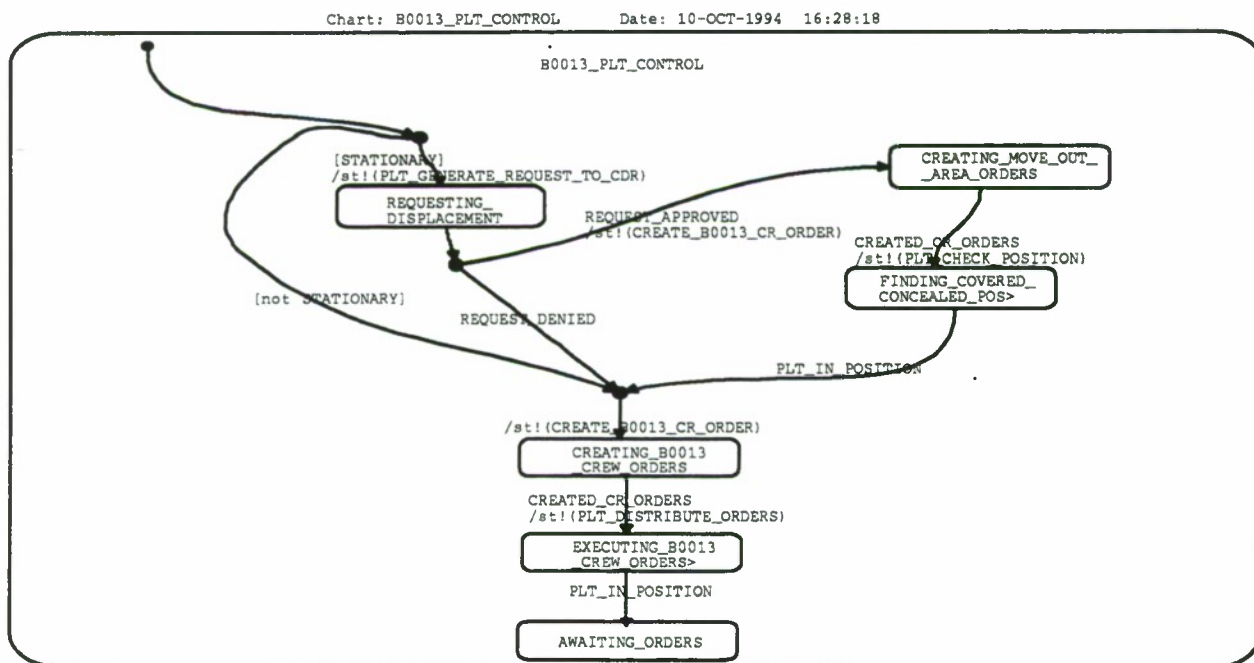 Chart: B0013_PLT_CONTROL Date: 10-OCT-1994 16:28:18
B0013_PLT_CONTROL
[STATIONARY]
/st!(PLT_GENERATE_REQUEST_TO_CDR)
REQUESTING_
DISPLACEMENT
CREATING_MOVE_OUT_
_AREA_ORDERS
REQUEST_APPROVED
/st!(CREATE_B0013_CR_ORDER)
CREATED_CR_ORDERS
/st!(PLT_CHECK_POSITION)
FINDING_COVERED_
CONCEALED_POS>
[not STATIONARY]
REQUEST_DENIED
PLT_IN_POSITION
/st!(CREATE_B0013_CR_ORDER)
CREATING_B0013
_CREW_ORDERS
CREATED_CR_ORDERS
/st!(PLT_DISTRIBUTE_ORDERS)
EXECUTING_B0013
_CREW_ORDERS>
PLT_IN_POSITION
AWAITING_ORDERS